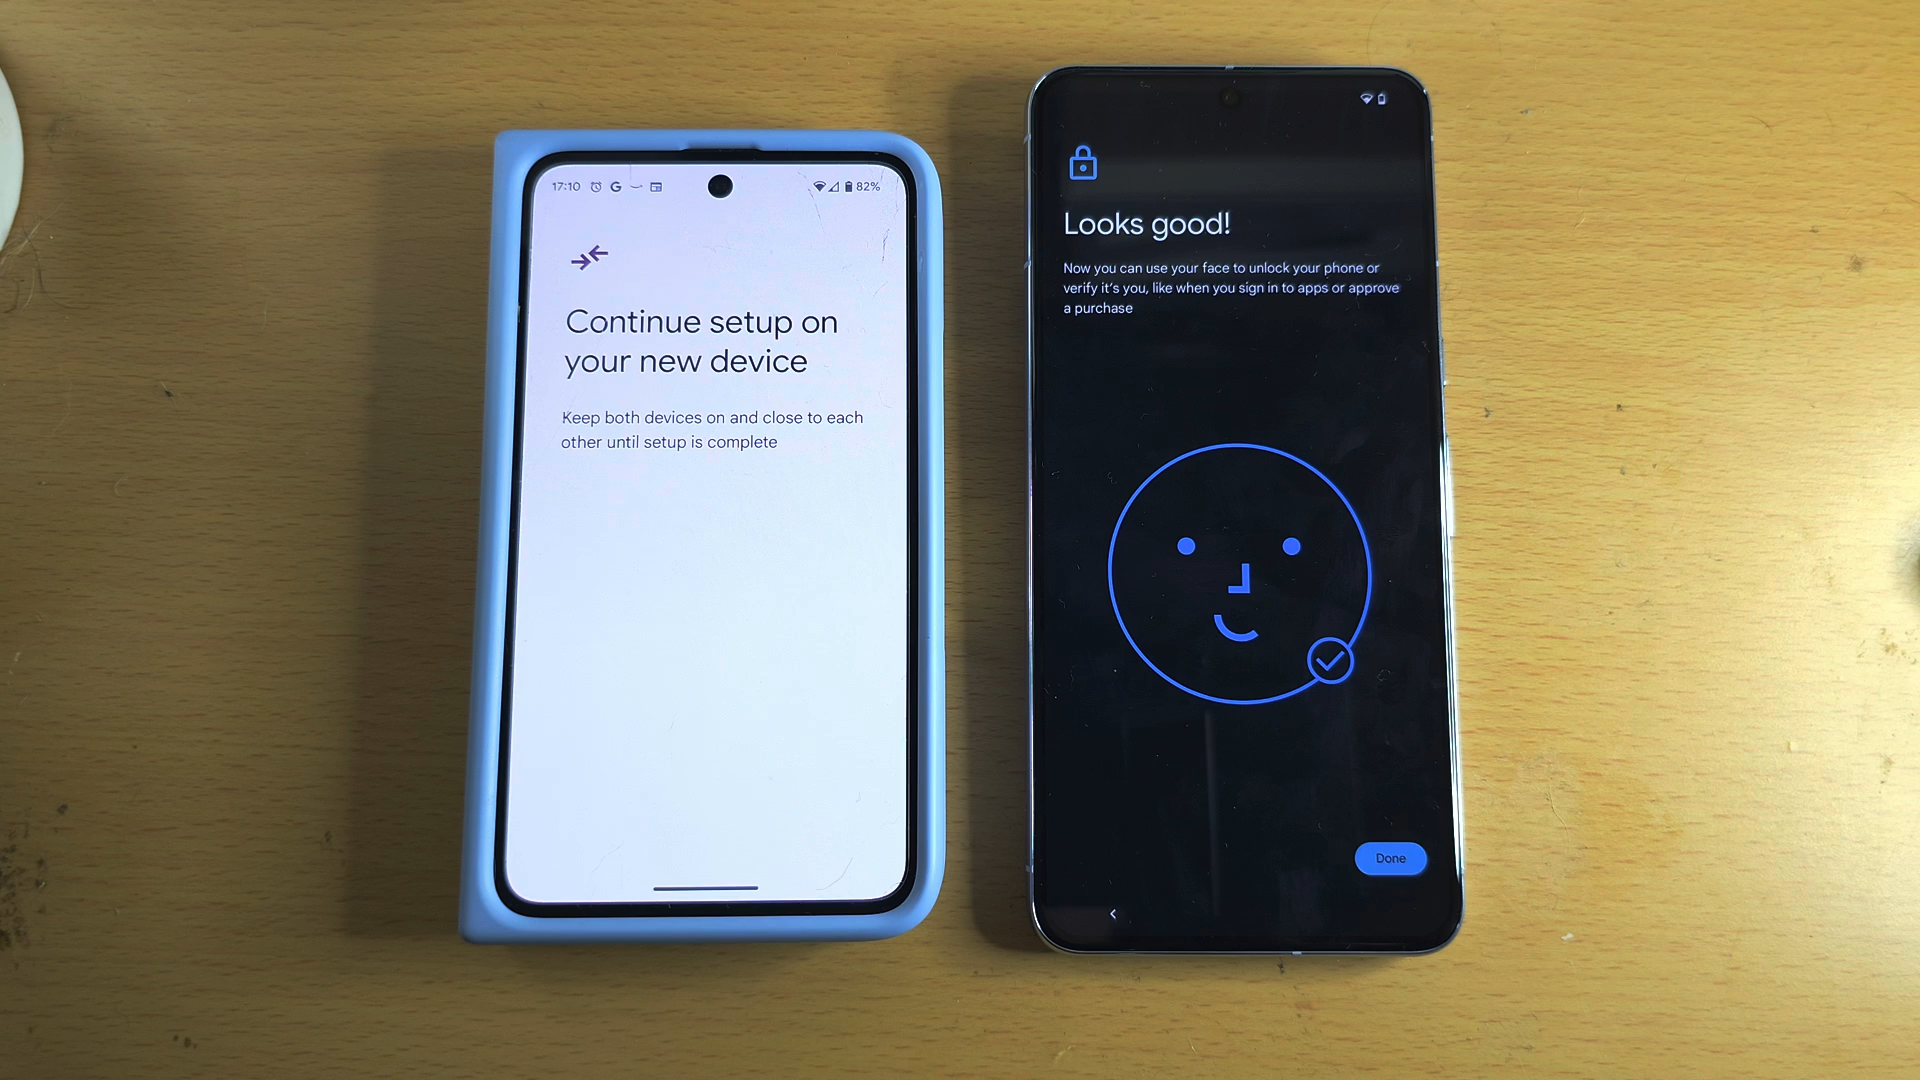 17:10 G 82%
Continue setup on
your new device
Keep both devices on and close to each
other until setup is complete
Looks good!
Now you can use your face to unlock your phone or
verify it's you, like when you sign in to apps or approve
a purchase
Done